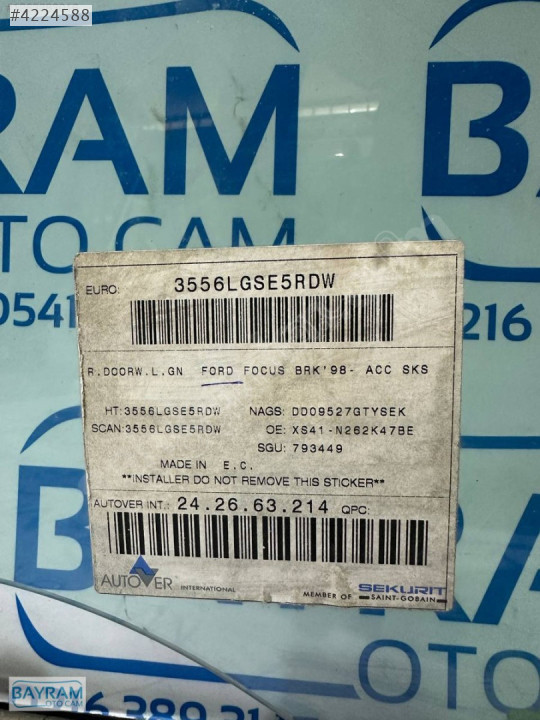 #4224588
RAM
B
OTO CAM
0541
216
EURO: 3556LGSE5RDW
R.DOORW.L.GN FORD FOCUS BRK'98- ACC SKS
HT:3556LGSE5RDW NAGS: DD09527GTYSEK
SCAN:3556LGSE5RDW OE: XS41-N262K47BE
SGU: 793449
MADE IN E.C.
**INSTALLER DO NOT REMOVE THIS STICKER**
AUTOVER INT.: 24.26.63.214 QPC:
AUTOVER INTERNATIONAL
MEMBER OF SEKURIT
SAINT-GOBAIN
RA
OTO
BAYRAM
OTO CAM